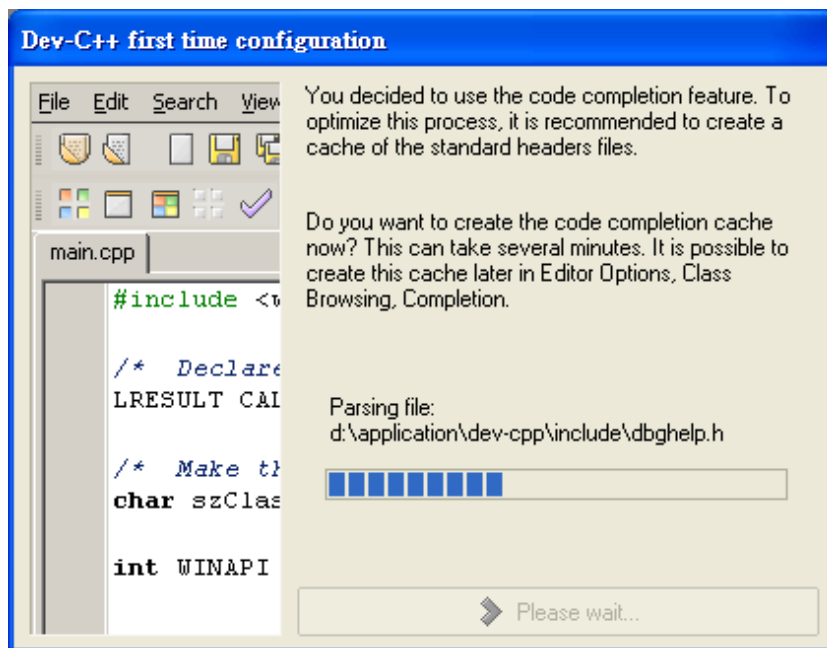 Dev-C++ first time configuration
File Edit Search View
main.cpp
#include <w
/* Declare
LRESULT CAL
/* Make th
char szClas
int WINAPI
You decided to use the code completion feature. To
optimize this process, it is recommended to create a
cache of the standard headers files.
Do you want to create the code completion cache
now? This can take several minutes. It is possible to
create this cache later in Editor Options, Class
Browsing, Completion.
Parsing file:
d:\application\dev-cpp\include\dbghelp.h
Please wait...